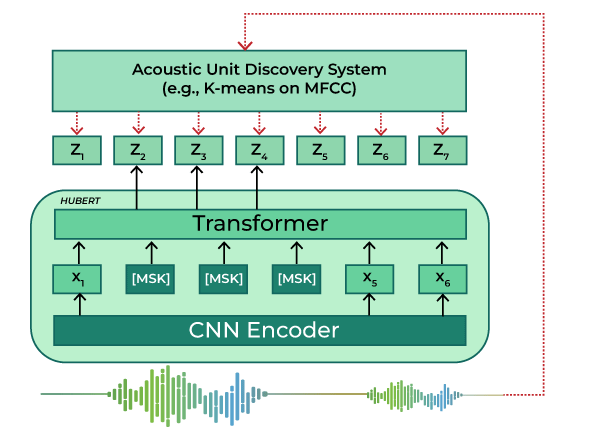 Acoustic Unit Discovery System
(e.g., K-means on MFCC)
Z1 Z2 Z3 Z4 Z5 Z6 Z7
HUBERT
Transformer
X1 [MSK] [MSK] [MSK] X5 X6
CNN Encoder